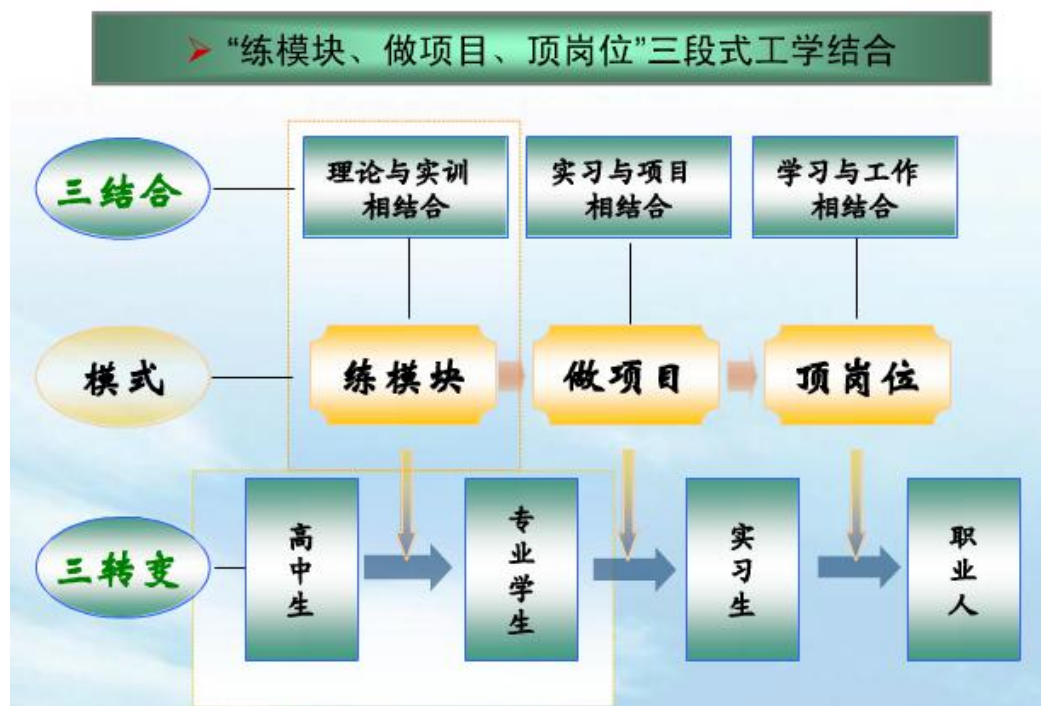 “练模块、做项目、顶岗位”三段式工学结合
三结合
理论与实训
相结合
实习与项目
相结合
学习与工作
相结合
模式
练模块
做项目
顶岗位
三转变
高中生
专业学生
实习生
职业人